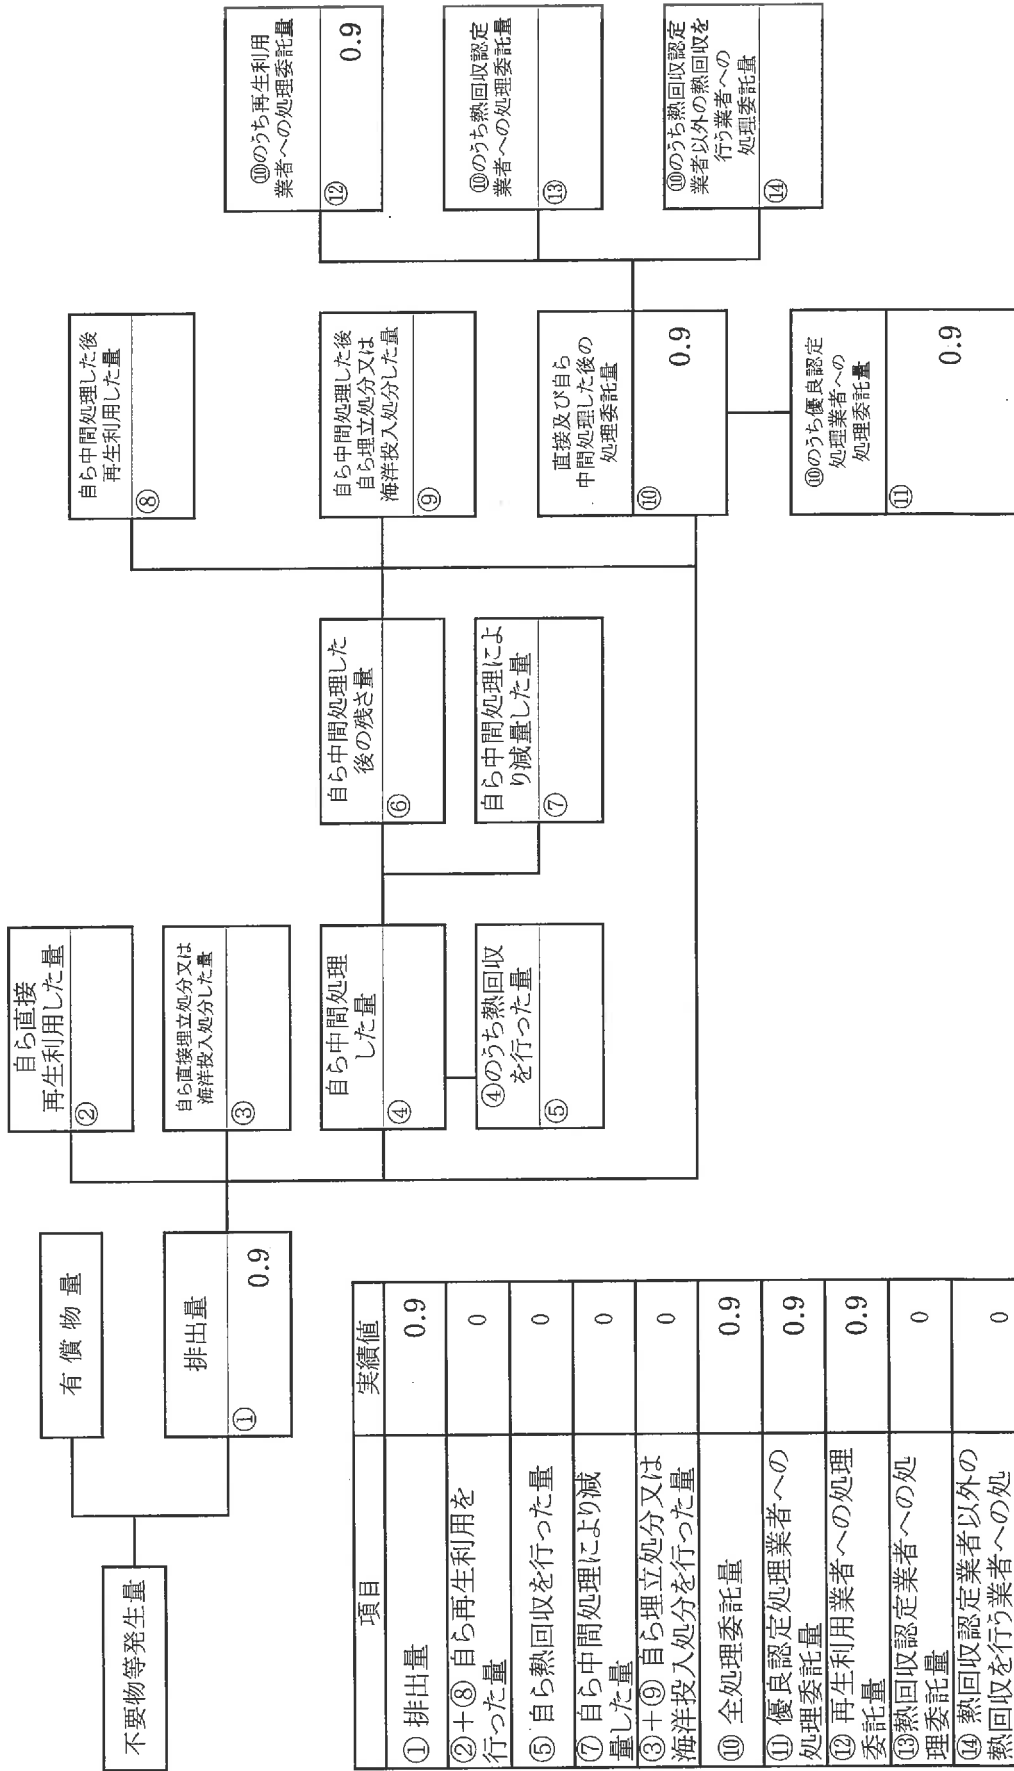 不要物等発生量
有償物量
排出量
①
0.9
自ら直接
再生利用した量
②
自ら直接埋立処分又は
海洋投入処分した量
③
自ら中間処理
した量
④
④のうち熱回収
を行った量
⑤
自ら中間処理した
後の残さ量
⑥
自ら中間処理によ
り減量した量
⑦
自ら中間処理した後
再生利用した量
⑧
自ら中間処理した後
自ら埋立処分又は
海洋投入処分した量
⑨
直接及び自ら
中間処理した後の
処理委託量
⑩
0.9
⑩のうち優良認定
処理業者への
処理委託量
⑪
0.9
⑩のうち再生利用
業者への処理委託量
⑫
0.9
⑩のうち熱回収認定
業者への処理委託量
⑬
⑩のうち熱回収認定
業者以外の熱回収を
行う業者への
処理委託量
⑭
項目 実績値
① 排出量 0.9
②+⑧ 自ら再生利用を
行った量 0
⑤ 自ら熱回収を行った量 0
⑦ 自ら中間処理により減
量した量 0
③+⑨ 自ら埋立処分又は
海洋投入処分を行った量 0
⑩ 全処理委託量 0.9
⑪ 優良認定処理業者への
処理委託量 0.9
⑫ 再生利用業者への処理
委託量 0.9
⑬熱回収認定業者への処
理委託量 0
⑭ 熱回収認定業者以外の
熱回収を行う業者への処 0